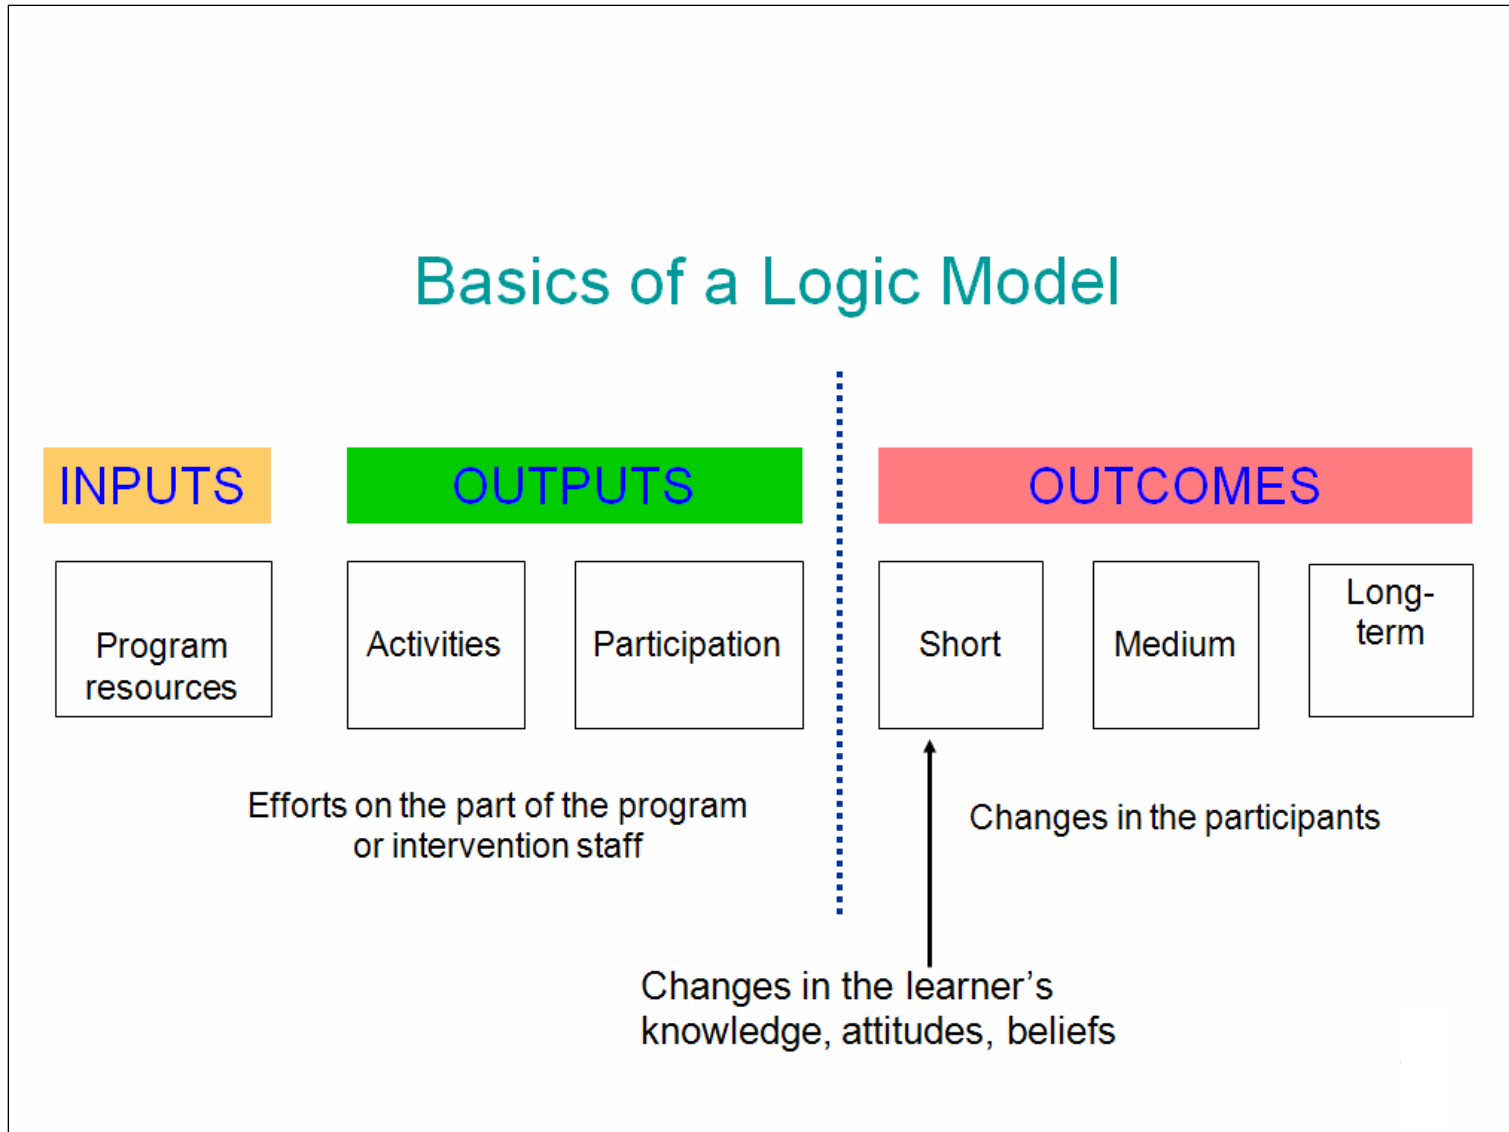 Basics of a Logic Model
INPUTS
OUTPUTS
OUTCOMES
Program
resources
Activities
Participation
Short
Medium
Long-
term
Efforts on the part of the program
or intervention staff
Changes in the participants
Changes in the learner’s
knowledge, attitudes, beliefs